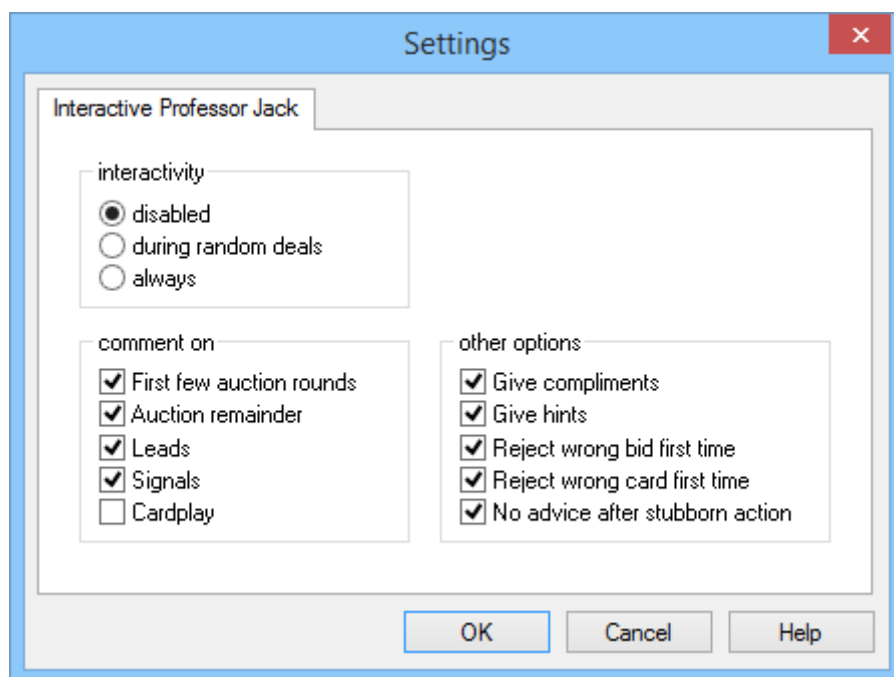 Settings
Interactive Professor Jack
interactivity
disabled
during random deals
always
comment on
First few auction rounds
Auction remainder
Leads
Signals
Cardplay
other options
Give compliments
Give hints
Reject wrong bid first time
Reject wrong card first time
No advice after stubborn action
OK
Cancel
Help